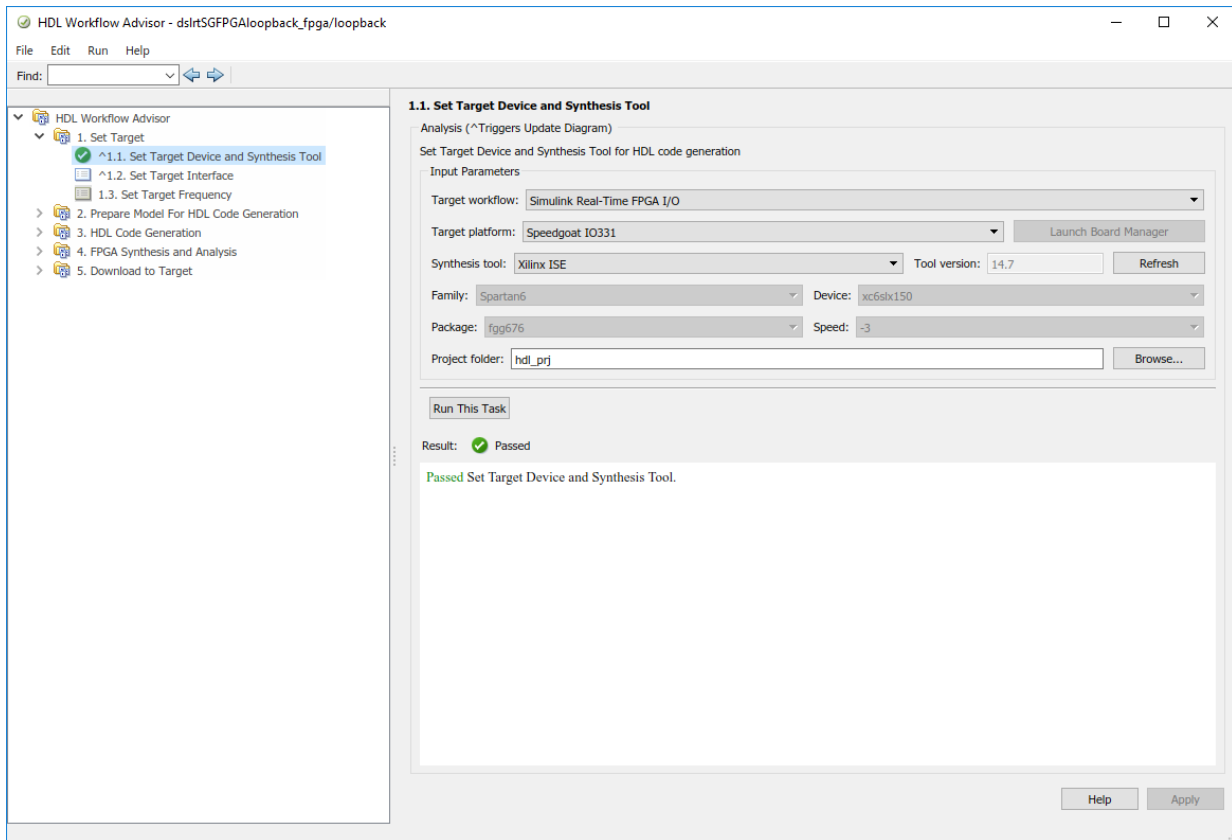 HDL Workflow Advisor - dslrtSGFPGAloopback_fpga/loopback
File Edit Run Help
Find:
HDL Workflow Advisor
1. Set Target
^1.1. Set Target Device and Synthesis Tool
^1.2. Set Target Interface
1.3. Set Target Frequency
2. Prepare Model For HDL Code Generation
3. HDL Code Generation
4. FPGA Synthesis and Analysis
5. Download to Target
1.1. Set Target Device and Synthesis Tool
Analysis (^Triggers Update Diagram)
Set Target Device and Synthesis Tool for HDL code generation
Input Parameters
Target workflow: Simulink Real-Time FPGA I/O
Target platform: Speedgoat IO331 Launch Board Manager
Synthesis tool: Xilinx ISE Tool version: 14.7 Refresh
Family: Spartan6 Device: xc6slx150
Package: fgg676 Speed: -3
Project folder: hdl_prj Browse...
Run This Task
Result: Passed
Passed Set Target Device and Synthesis Tool.
Help Apply